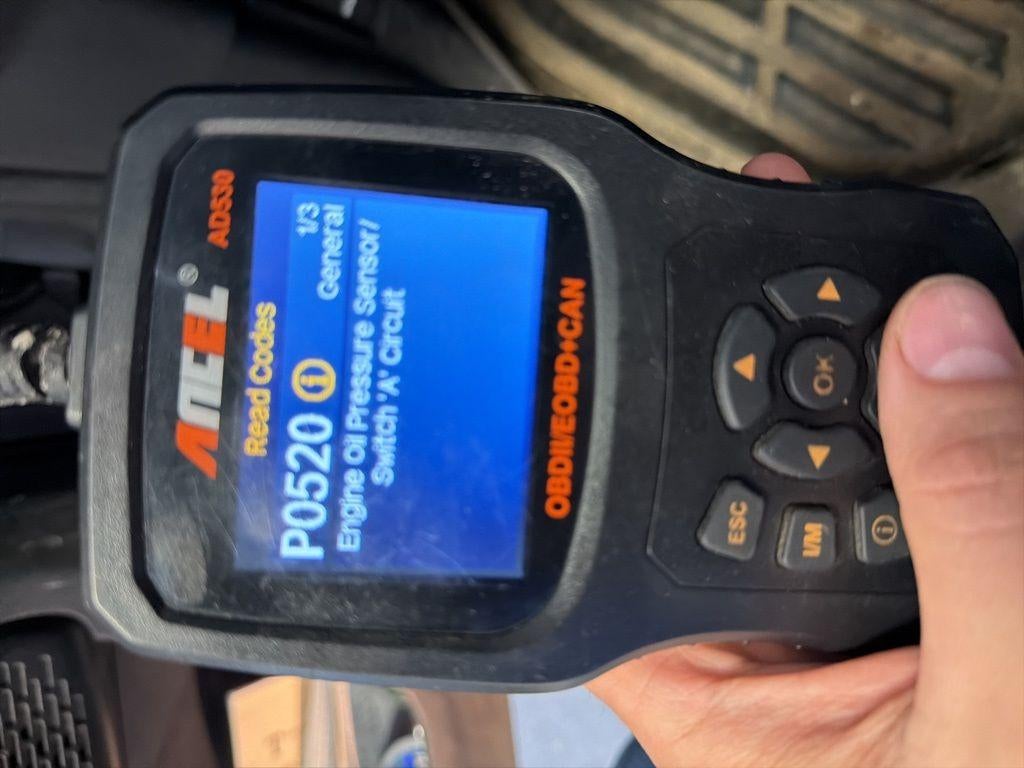 ANCEL®
AD530
Read Codes
1/3
P0520
General
Engine Oil Pressure Sensor/
Switch 'A' Circuit
OBDII/EOBD+CAN
OK
ESC
I/M